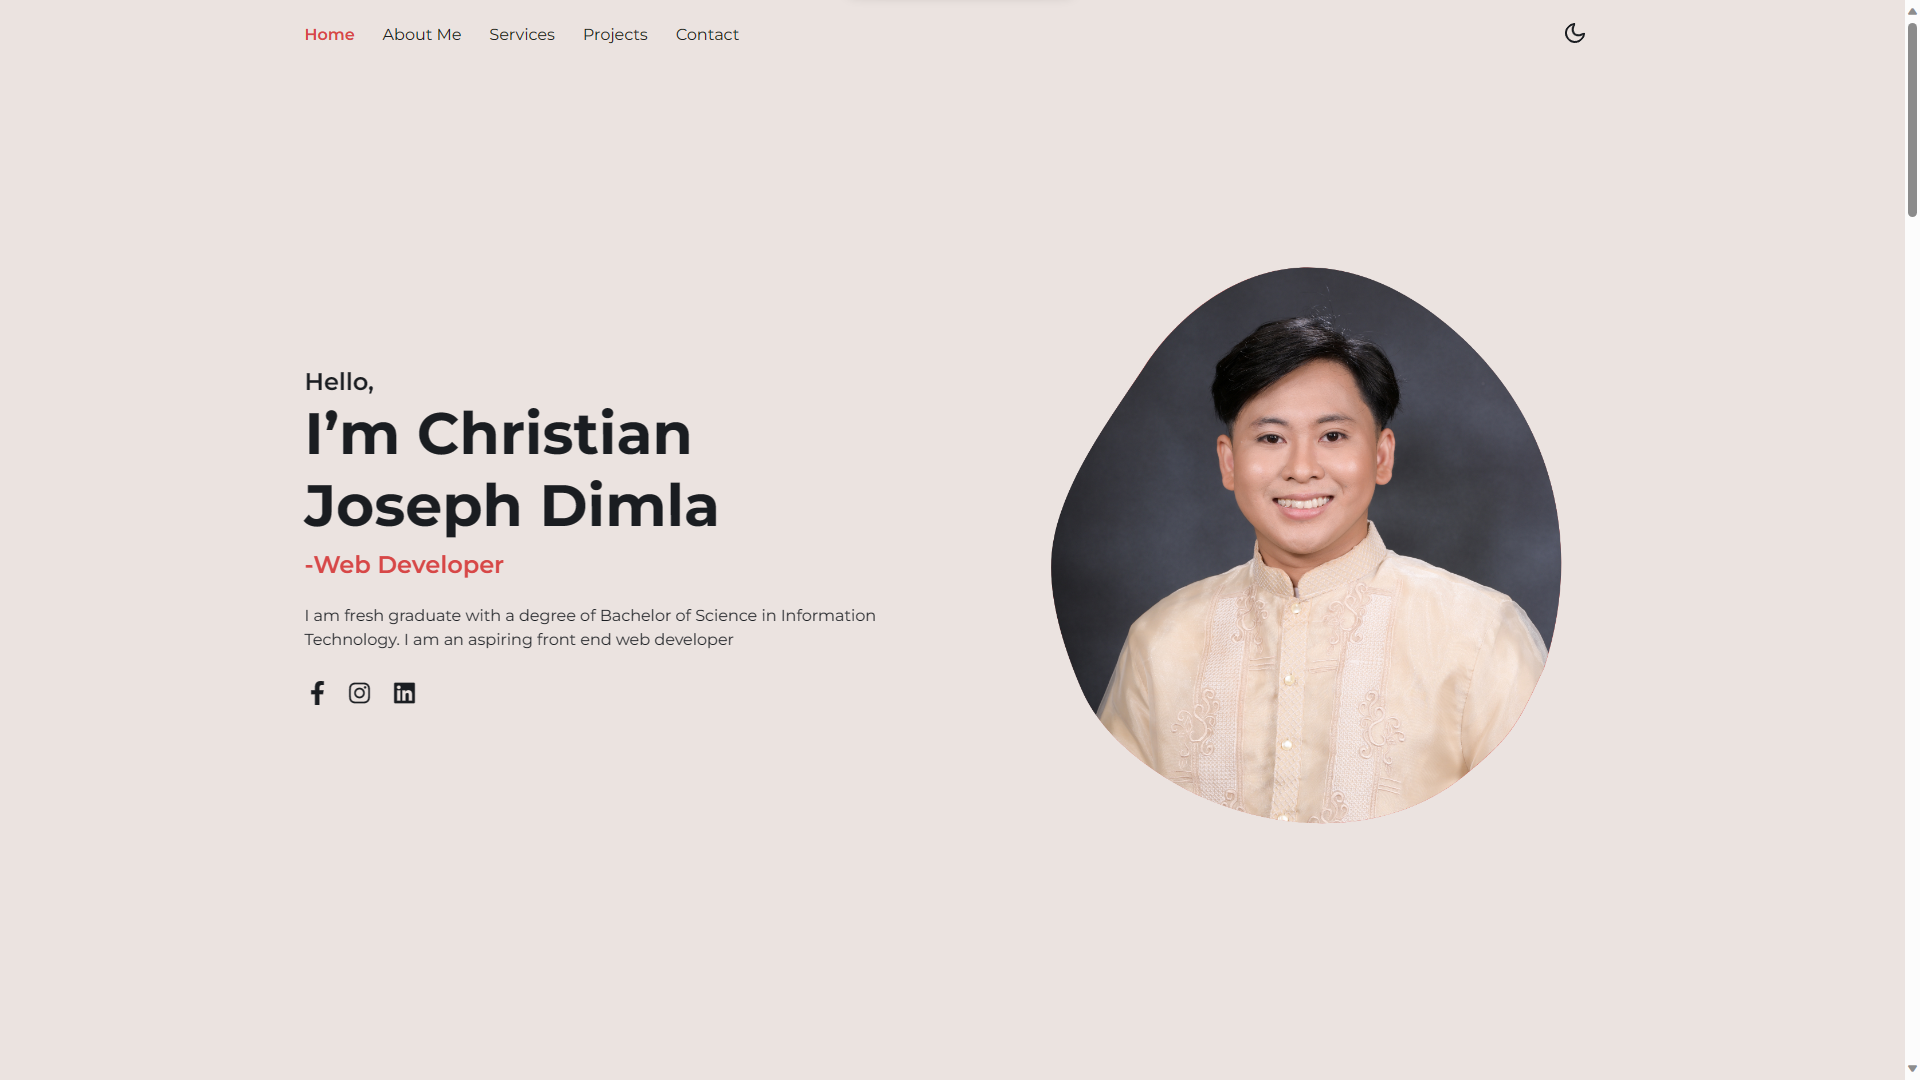 Home About Me Services Projects Contact
Hello,
I’m Christian
Joseph Dimla
-Web Developer
I am fresh graduate with a degree of Bachelor of Science in Information
Technology. I am an aspiring front end web developer